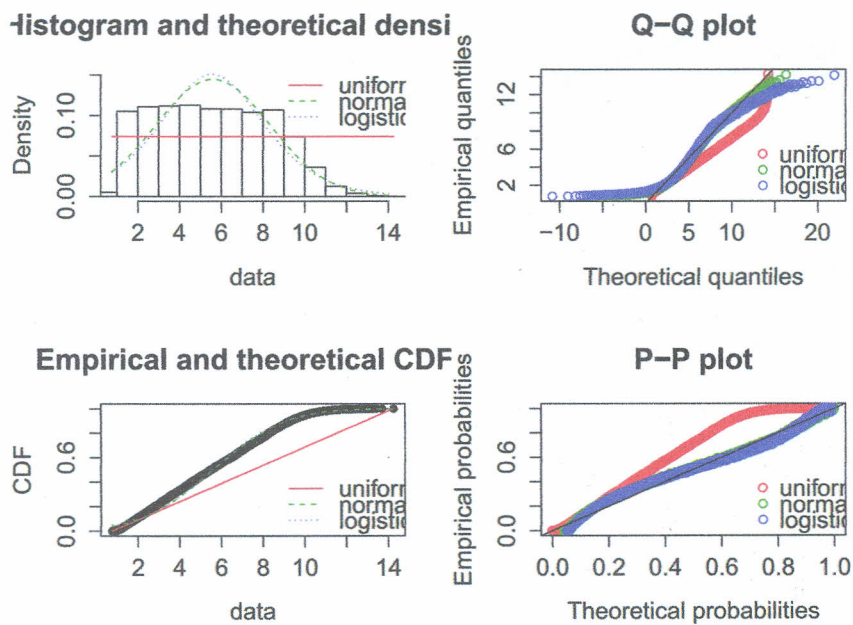 Histogram and theoretical densi
Density
0.00
0.10
uniforr
norma
logistic
2 4 6 8 10 12 14
data
Q−Q plot
Empirical quantiles
2
6
12
uniforr
norma
logistic
−10 −5 0 5 10 15 20
Theoretical quantiles
Empirical and theoretical CDF
CDF
0.0
0.6
uniforr
norma
logistic
2 4 6 8 10 12 14
data
P−P plot
Empirical probabilities
0.0
0.6
uniforr
norma
logistic
0.0 0.2 0.4 0.6 0.8 1.0
Theoretical probabilities